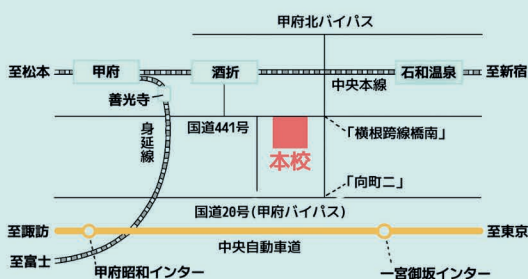 甲府北バイパス
至松本
甲府
酒折
石和温泉
至新宿
中央本線
善光寺
身延線
国道441号
「横根跨線橋南」
本校
「向町二」
国道20号(甲府バイパス)
至諏訪
至東京
中央自動車道
至富士
甲府昭和インター
一宮御坂インター